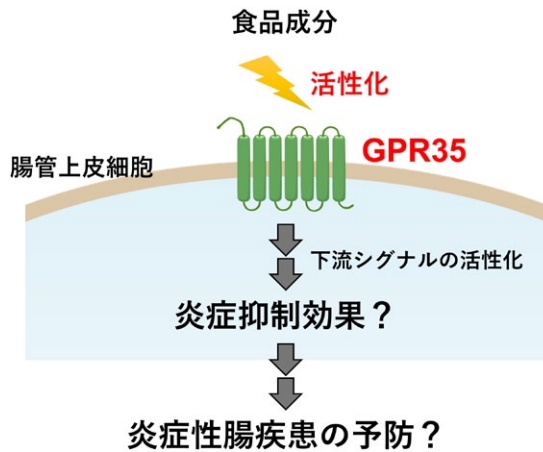 食品成分
活性化
GPR35
腸管上皮細胞
下流シグナルの活性化
炎症抑制効果？
炎症性腸疾患の予防？